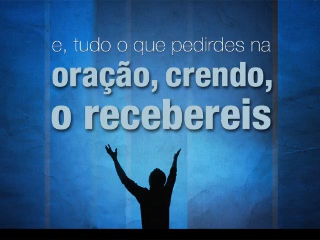 e, tudo o que pedirdes na
oração, crendo,
o recebereis